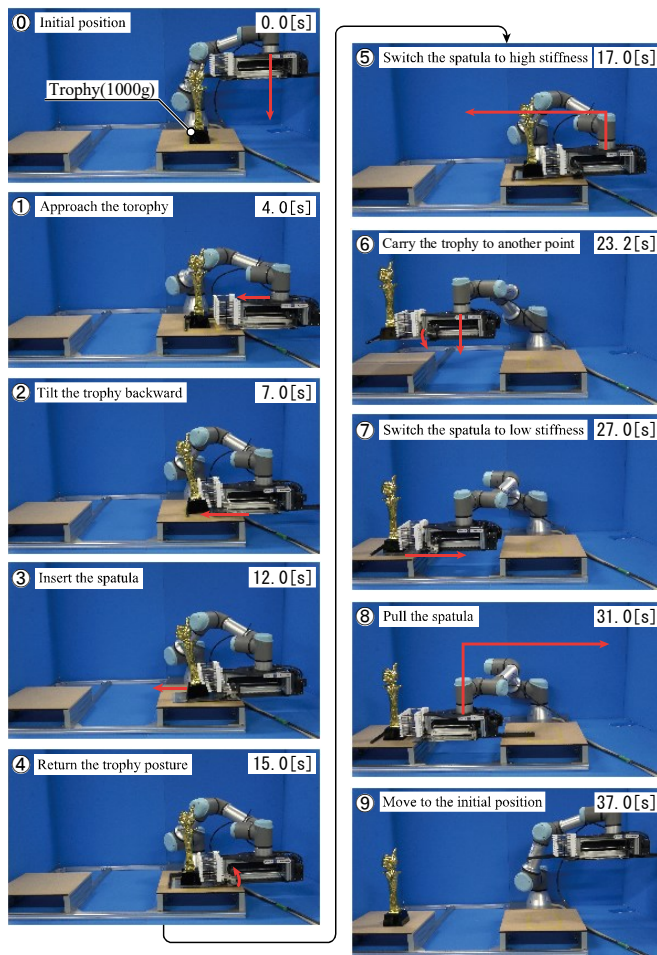 ⓪ Initial position 0.0[s]
Trophy(1000g)
① Approach the torophy 4.0[s]
② Tilt the trophy backward 7.0[s]
③ Insert the spatula 12.0[s]
④ Return the trophy posture 15.0[s]
⑤ Switch the spatula to high stiffness 17.0[s]
⑥ Carry the trophy to another point 23.2[s]
⑦ Switch the spatula to low stiffness 27.0[s]
⑧ Pull the spatula 31.0[s]
⑨ Move to the initial position 37.0[s]